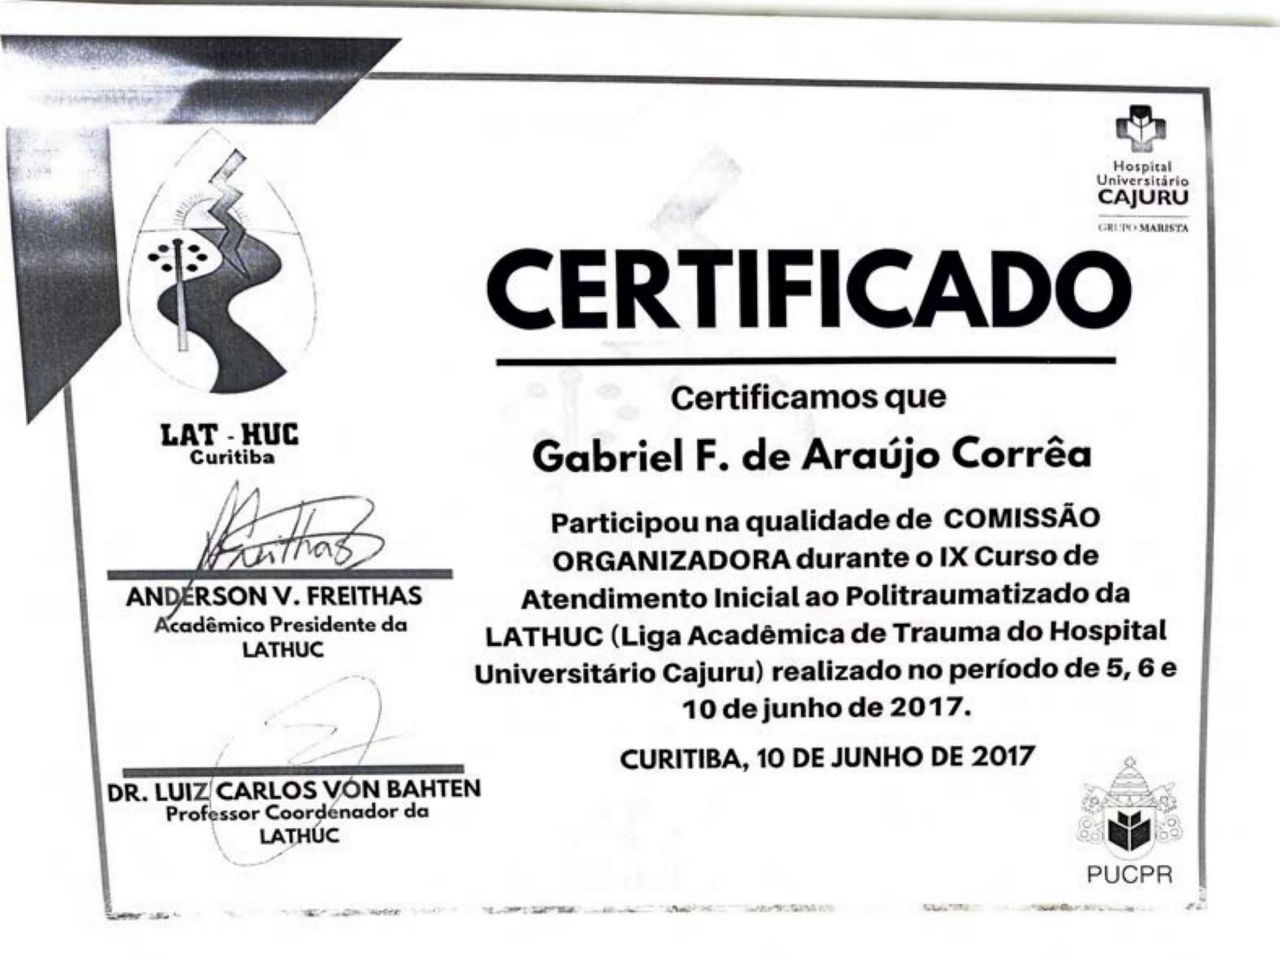 Hospital
Universitário
CAJURU
GRUPO MARISTA
CERTIFICADO
Certificamos que
Gabriel F. de Araújo Corrêa
Participou na qualidade de COMISSÃO
ORGANIZADORA durante o IX Curso de
Atendimento Inicial ao Politraumatizado da
LATHUC (Liga Acadêmica de Trauma do Hospital
Universitário Cajuru) realizado no período de 5, 6 e
10 de junho de 2017.
CURITIBA, 10 DE JUNHO DE 2017
LAT - HUC
Curitiba
Freithas
ANDERSON V. FREITHAS
Acadêmico Presidente da
LATHUC
DR. LUIZ CARLOS VON BAHTEN
Professor Coordenador da
LATHUC
PUCPR